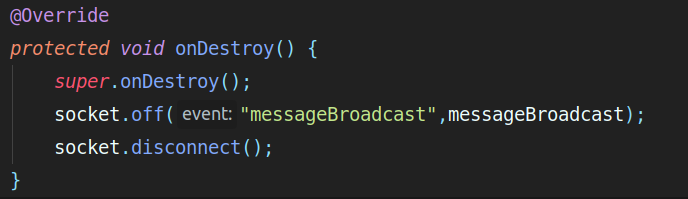 @Override
protected void onDestroy() {
super.onDestroy();
socket.off( event: "messageBroadcast",messageBroadcast);
socket.disconnect();
}